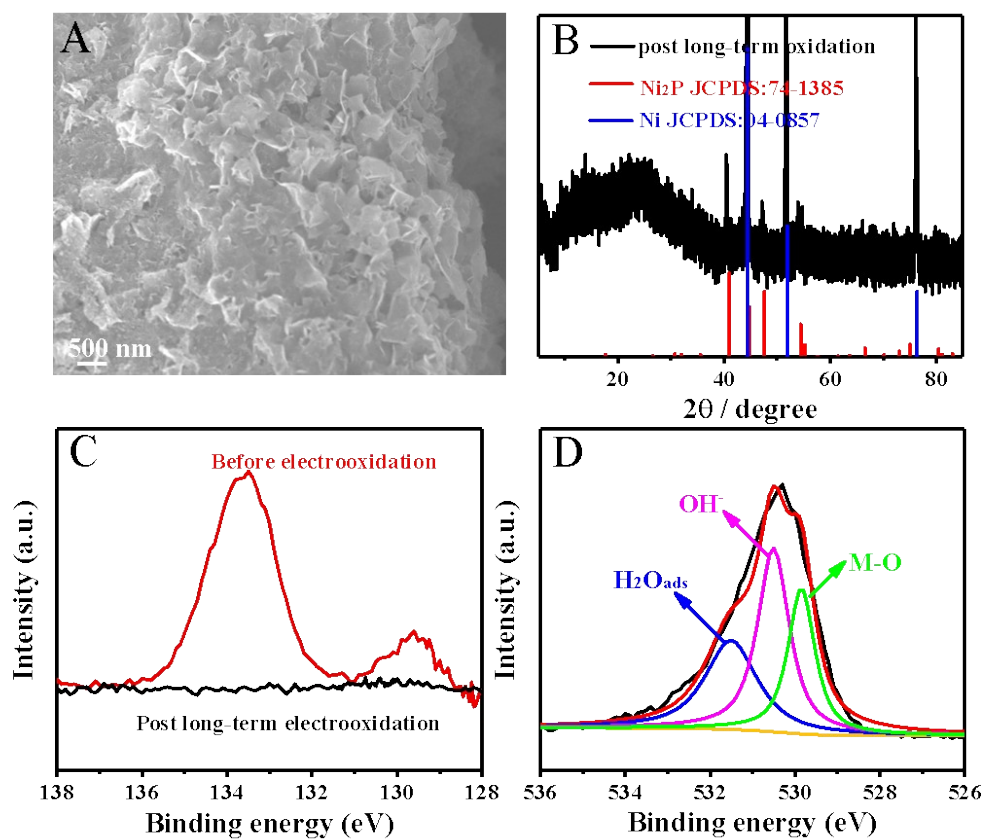 A
500 nm
B
post long-term oxidation
Ni₂P JCPDS:74-1385
Ni JCPDS:04-0857
20
40
60
80
2θ / degree
C
Before electrooxidation
Post long-term electrooxidation
Intensity (a.u.)
138
136
134
132
130
128
Binding energy (eV)
D
OH⁻
M-O
H₂Oads
Intensity (a.u.)
536
534
532
530
528
526
Binding energy (eV)